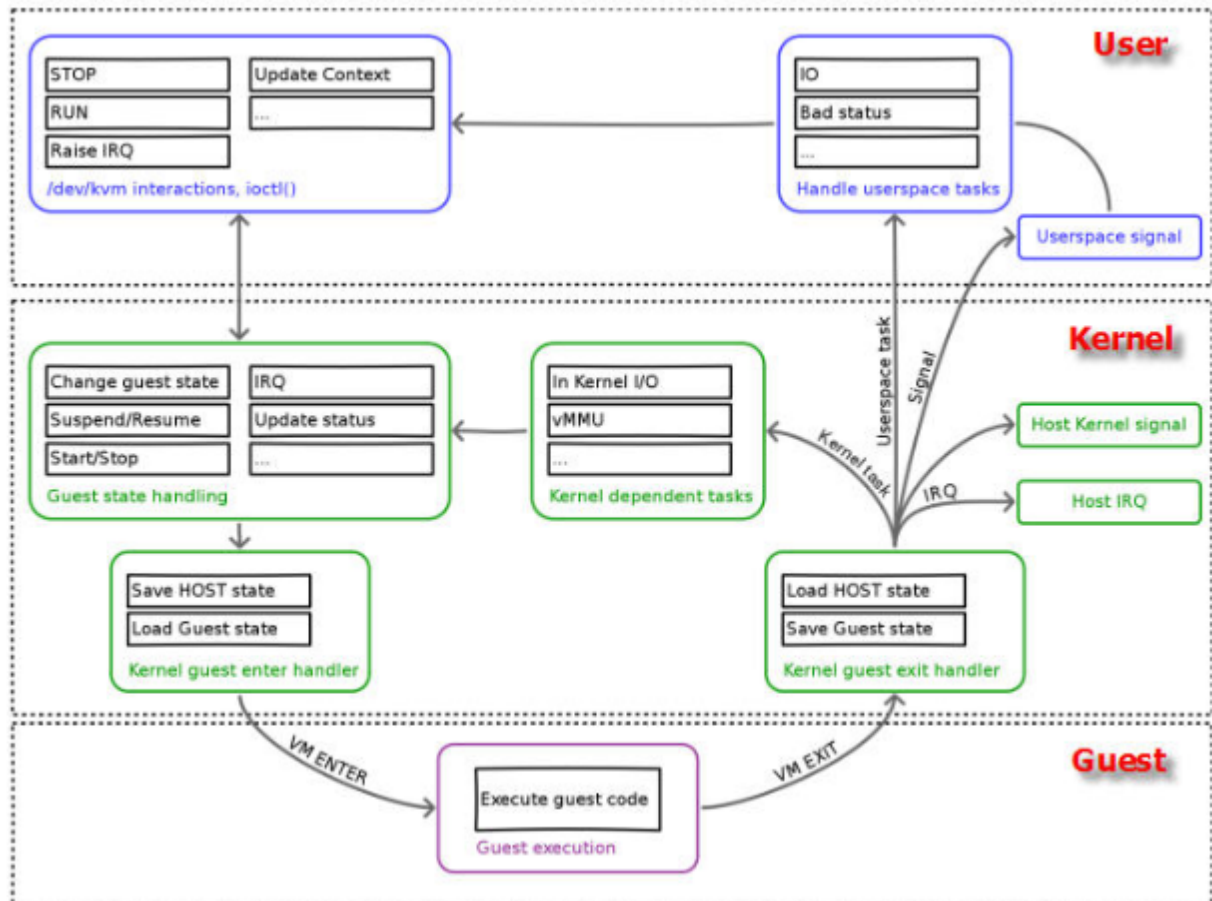 User
STOP
Update Context
RUN
...
Raise IRQ
/dev/kvm interactions, ioctl()
IO
Bad status
...
Handle userspace tasks
Userspace signal
Kernel
Userspace task
Signal
Kernel task
IRQ
Change guest state
IRQ
Suspend/Resume
Update status
Start/Stop
...
Guest state handling
In Kernel I/O
vMMU
...
Kernel dependent tasks
Host Kernel signal
Host IRQ
Save HOST state
Load Guest state
Kernel guest enter handler
Load HOST state
Save Guest state
Kernel guest exit handler
Guest
VM ENTER
VM EXIT
Execute guest code
Guest execution